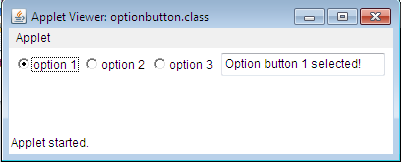 Applet Viewer: optionbutton.class
Applet
option 1 option 2 option 3 Option button 1 selected!
Applet started.